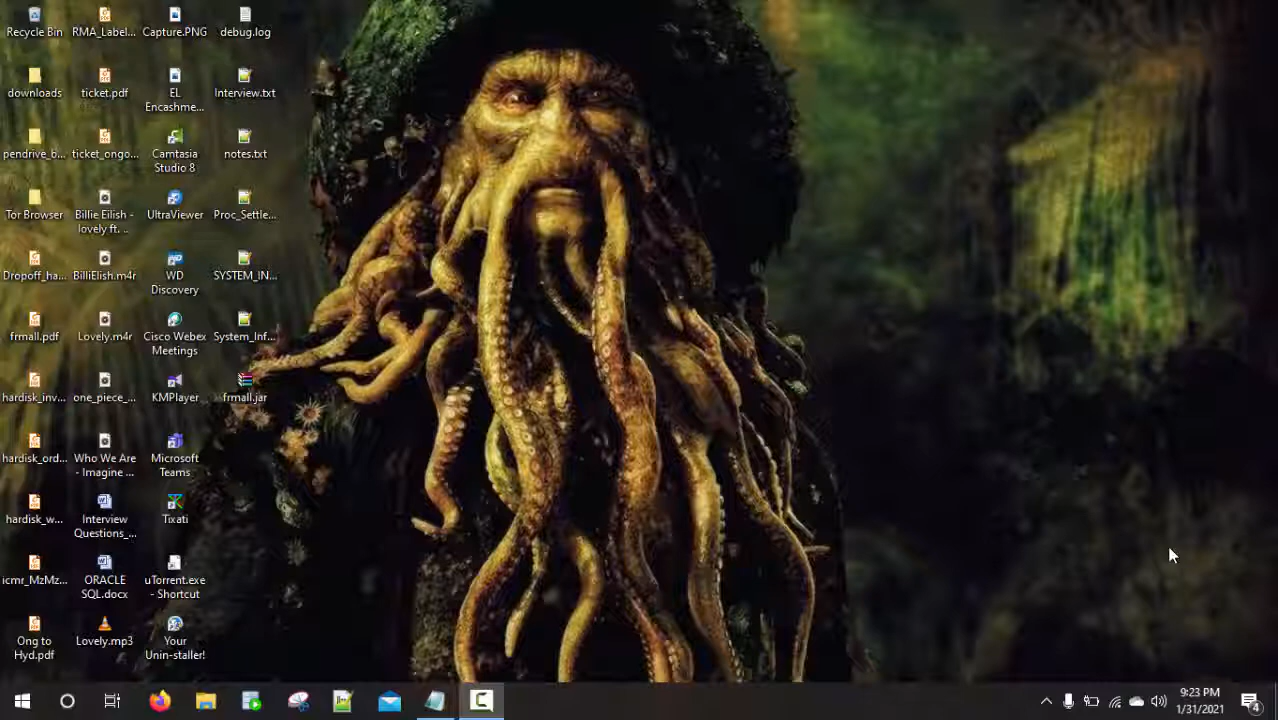 Recycle Bin
RMA_Label...
Capture.PNG
debug.log
downloads
ticket.pdf
EL
Encashme...
Interview.txt
pendrive_b...
ticket_ongo...
Camtasia
Studio 8
notes.txt
Tor Browser
Billie Eilish -
lovely ft. ..
UltraViewer
Proc_Settle...
Dropoff_ha...
BilliElish.m4r
WD
Discovery
SYSTEM_IN...
frmall.pdf
Lovely.m4r
Cisco Webex
Meetings
System_Inf...
hardisk_inv...
one_piece_...
KMPlayer
frmall.jar
hardisk_ord...
Who We Are
- Imagine ...
Microsoft
Teams
hardisk_w...
Interview
Questions_...
Tixati
icmr_MzMz...
ORACLE
SQL.docx
uTorrent.exe
- Shortcut
Ong to
Hyd.pdf
Lovely.mp3
Your
Unin-staller!
9:23 PM
1/31/2021
4